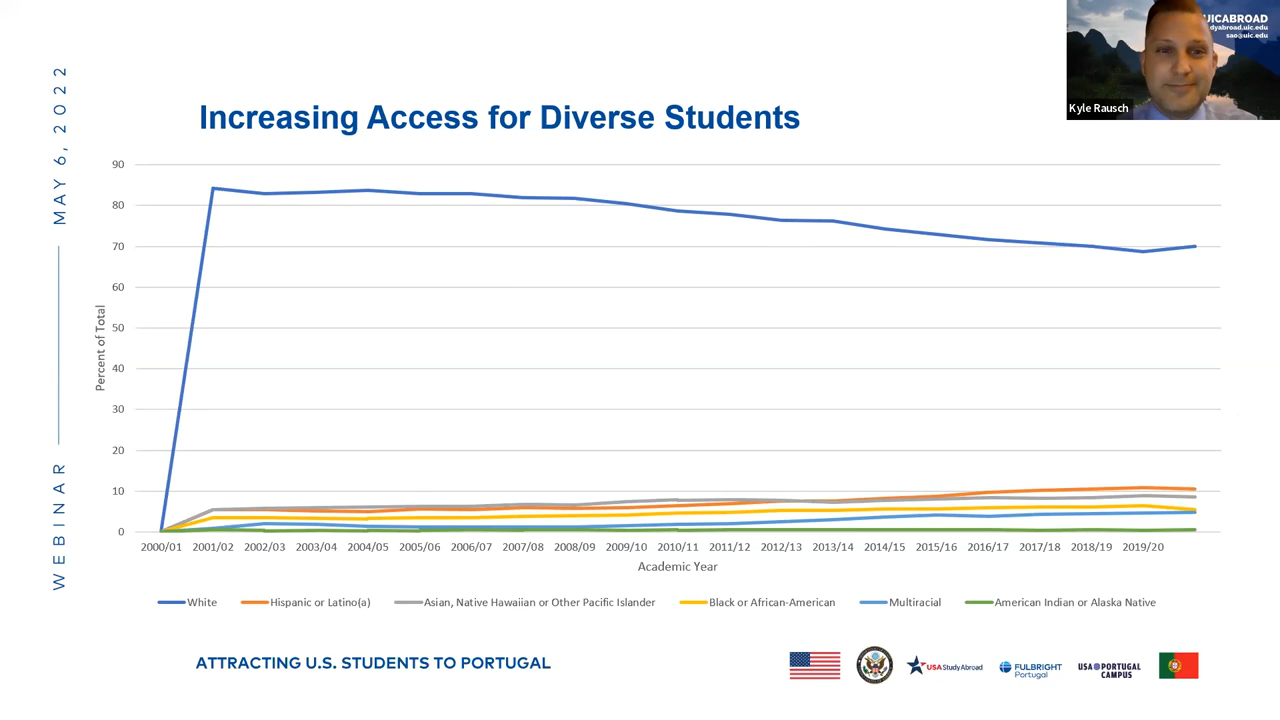 UICABROAD
dyabroad.uic.edu
sao@uic.edu
Kyle Rausch
MAY 6, 2022
WEBINAR
Increasing Access for Diverse Students
90
80
70
60
50
40
30
20
10
0
Percent of Total
2000/01 2001/02 2002/03 2003/04 2004/05 2005/06 2006/07 2007/08 2008/09 2009/10 2010/11 2011/12 2012/13 2013/14 2014/15 2015/16 2016/17 2017/18 2018/19 2019/20
Academic Year
White Hispanic or Latino(a) Asian, Native Hawaiian or Other Pacific Islander Black or African-American Multiracial American Indian or Alaska Native
ATTRACTING U.S. STUDENTS TO PORTUGAL
USA StudyAbroad
FULBRIGHT
Portugal
USA@PORTUGAL
CAMPUS